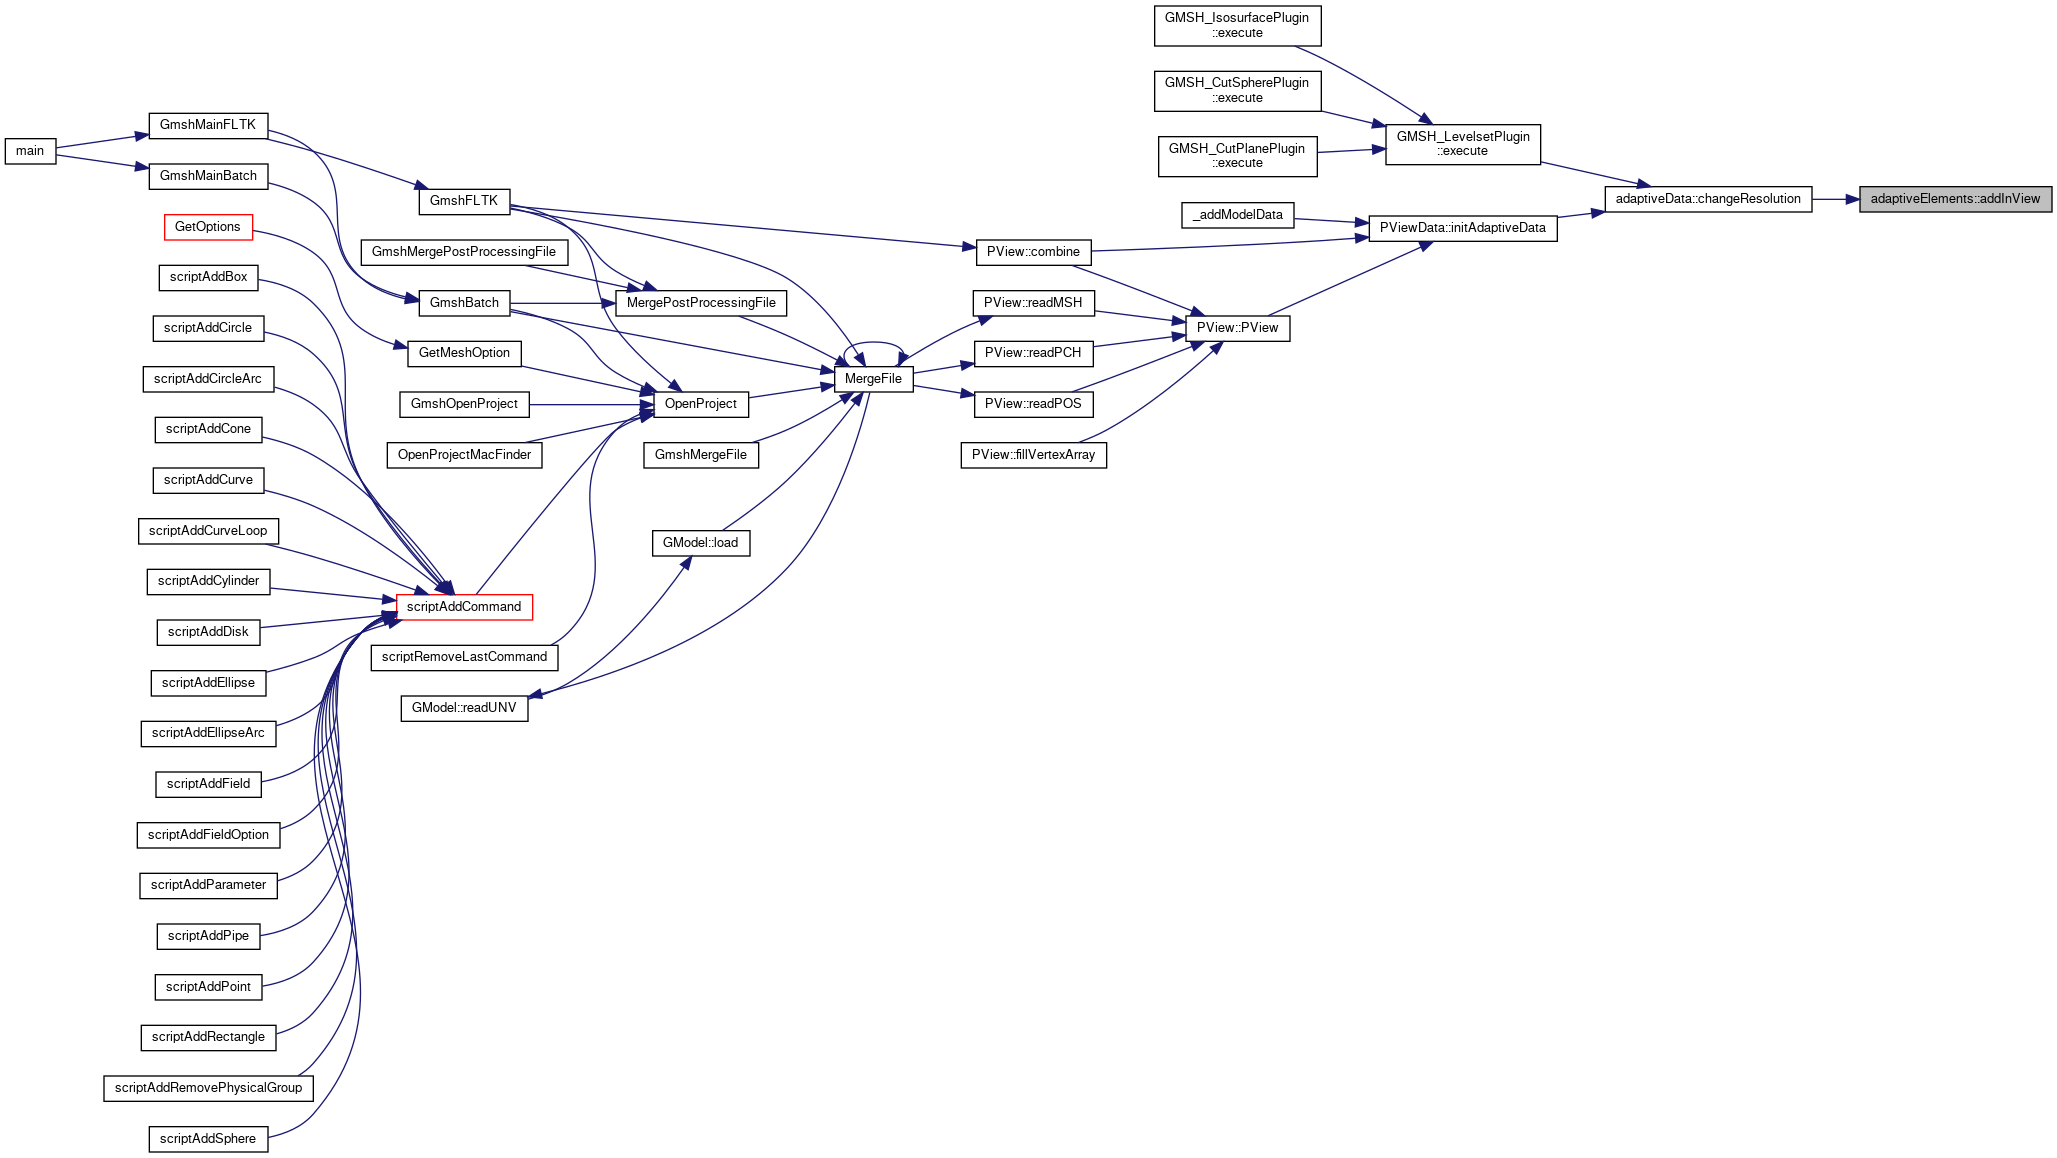 GMSH_IsosurfacePlugin
::execute
GMSH_CutSpherePlugin
::execute
GMSH_CutPlanePlugin
::execute
GMSH_LevelsetPlugin
::execute
adaptiveData::changeResolution
adaptiveElements::addInView
_addModelData
PViewData::initAdaptiveData
PView::combine
PView::readMSH
PView::PView
PView::readPCH
PView::readPOS
PView::fillVertexArray
main
GmshMainFLTK
GmshMainBatch
GmshFLTK
GetOptions
GmshMergePostProcessingFile
GmshBatch
MergePostProcessingFile
GetMeshOption
MergeFile
GmshOpenProject
OpenProject
OpenProjectMacFinder
GmshMergeFile
GModel::load
scriptAddCommand
scriptRemoveLastCommand
GModel::readUNV
scriptAddBox
scriptAddCircle
scriptAddCircleArc
scriptAddCone
scriptAddCurve
scriptAddCurveLoop
scriptAddCylinder
scriptAddDisk
scriptAddEllipse
scriptAddEllipseArc
scriptAddField
scriptAddFieldOption
scriptAddParameter
scriptAddPipe
scriptAddPoint
scriptAddRectangle
scriptAddRemovePhysicalGroup
scriptAddSphere